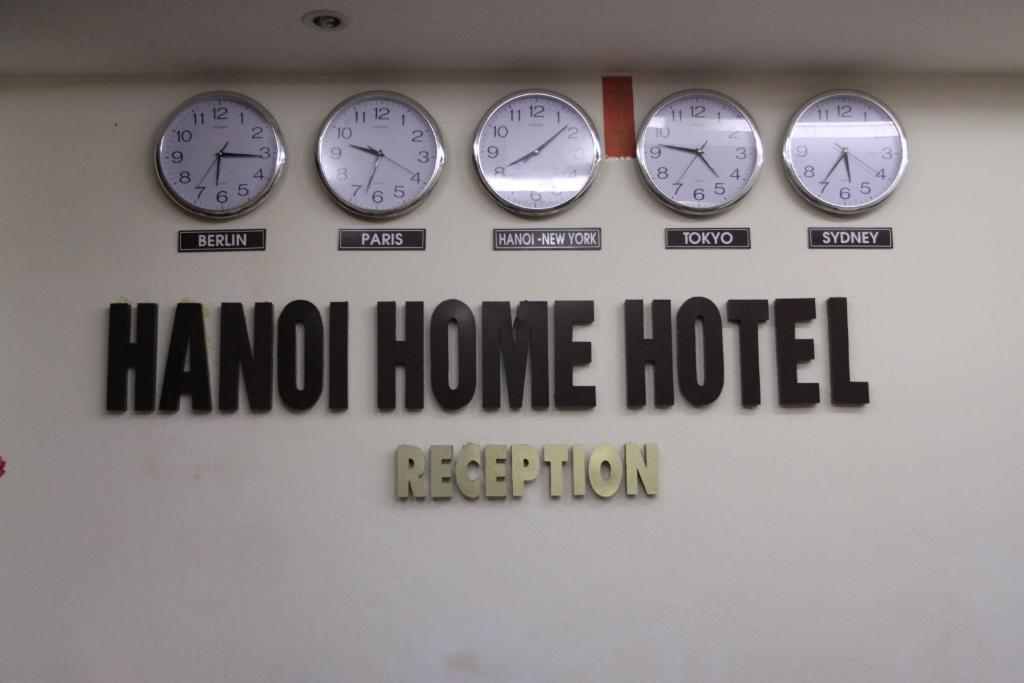 BERLIN
PARIS
HANOI -NEW YORK
TOKYO
SYDNEY
HANOI HOME HOTEL
RECEPTION